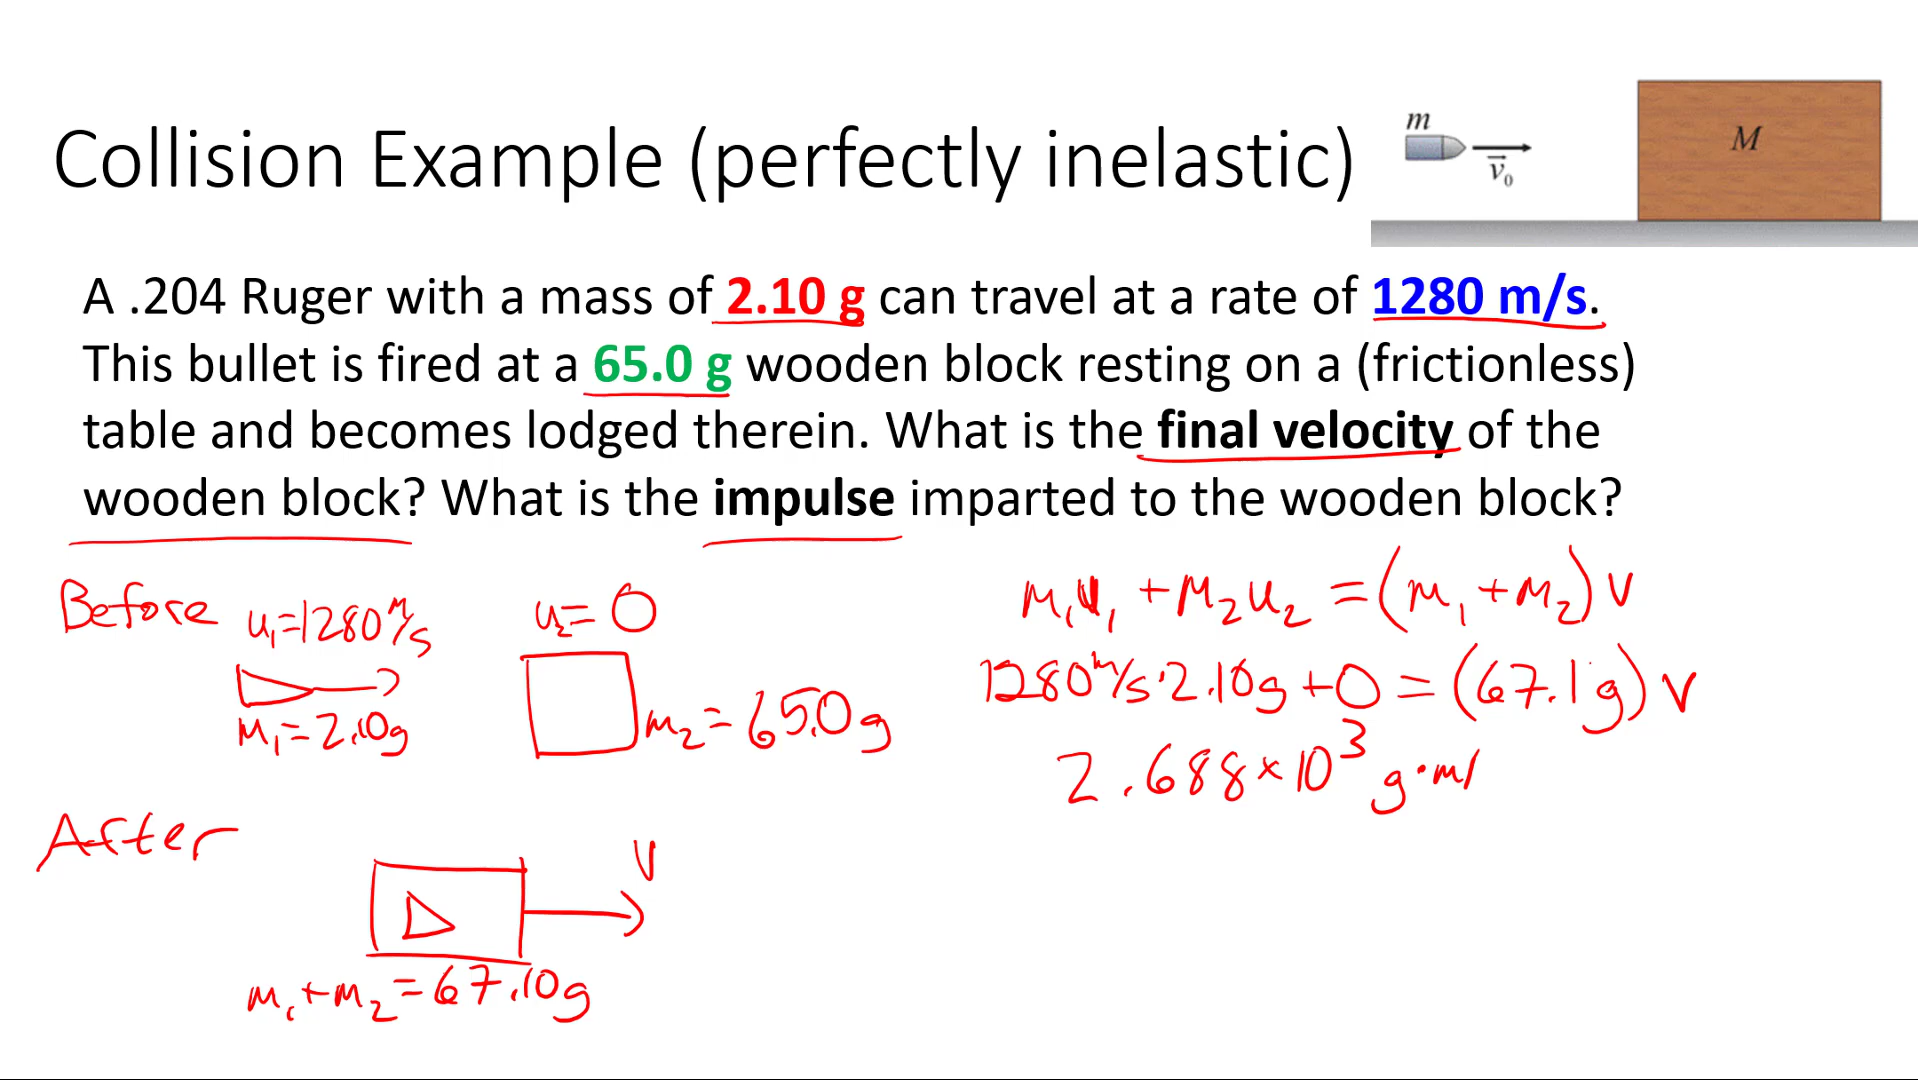 Collision Example (perfectly inelastic)
m
v₀
M
A .204 Ruger with a mass of 2.10 g can travel at a rate of 1280 m/s.
This bullet is fired at a 65.0 g wooden block resting on a (frictionless)
table and becomes lodged therein. What is the final velocity of the
wooden block? What is the impulse imparted to the wooden block?
Before
u₁=1280 m/s
m₁=2.10g
u₂= 0
m₂=65.0g
After
v
m₁+m₂=67.10g
m₁u₁+m₂u₂=(m₁+m₂)v
1280 m/s·2.10g+0=(67.1g)v
2.688×10³ g·m/